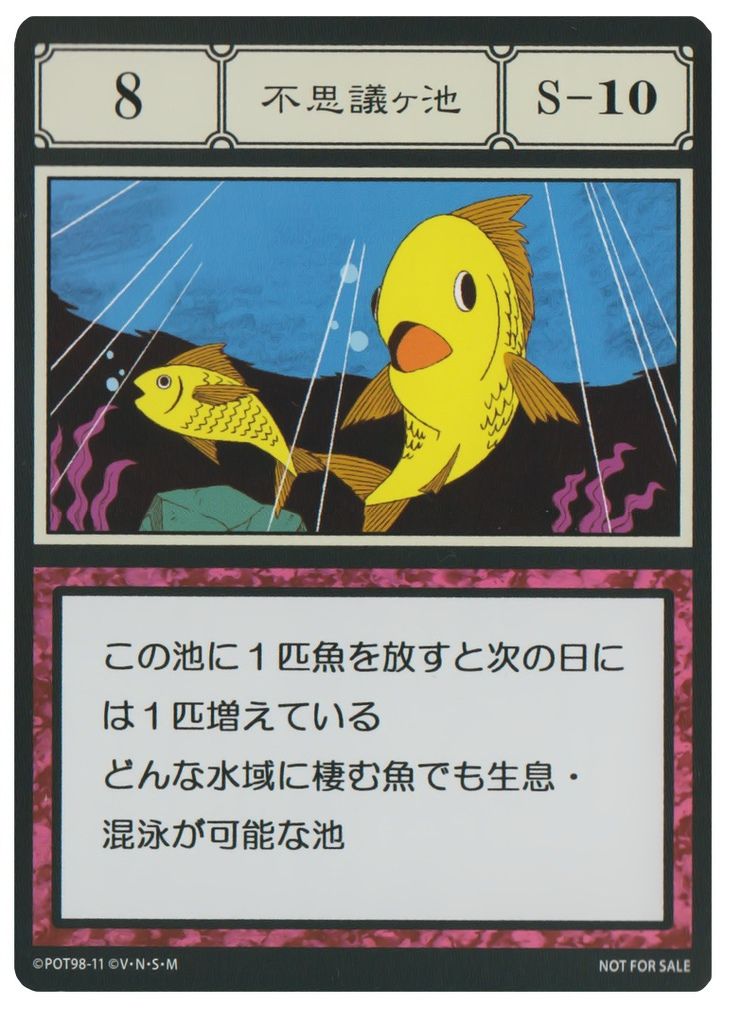 8
不思議ヶ池
S-10
この池に1匹魚を放すと次の日に
は1匹増えている
どんな水域に棲む魚でも生息・
混泳が可能な池
©POT98-11 ©V・N・S・M
NOT FOR SALE